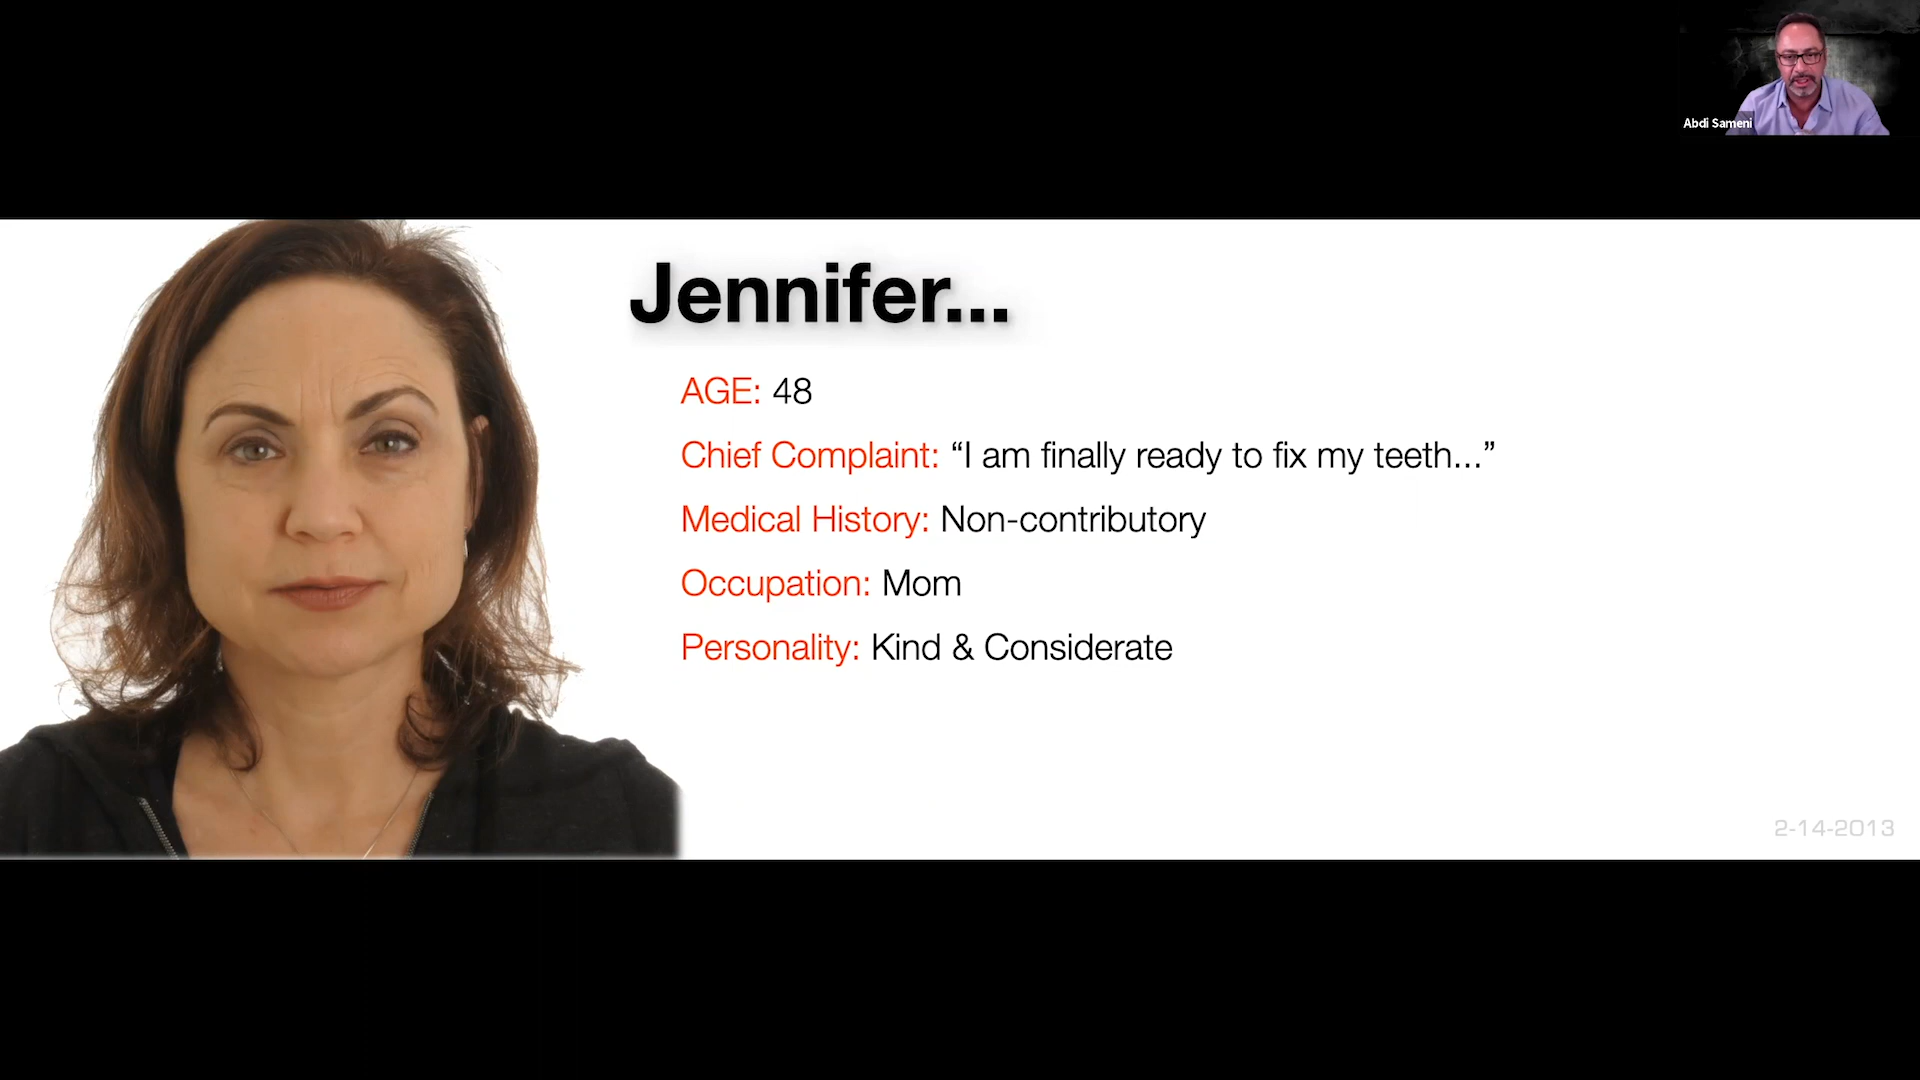 Abdi Sameni
Jennifer...
AGE: 48
Chief Complaint: “I am finally ready to fix my teeth...”
Medical History: Non-contributory
Occupation: Mom
Personality: Kind & Considerate
2-14-2013